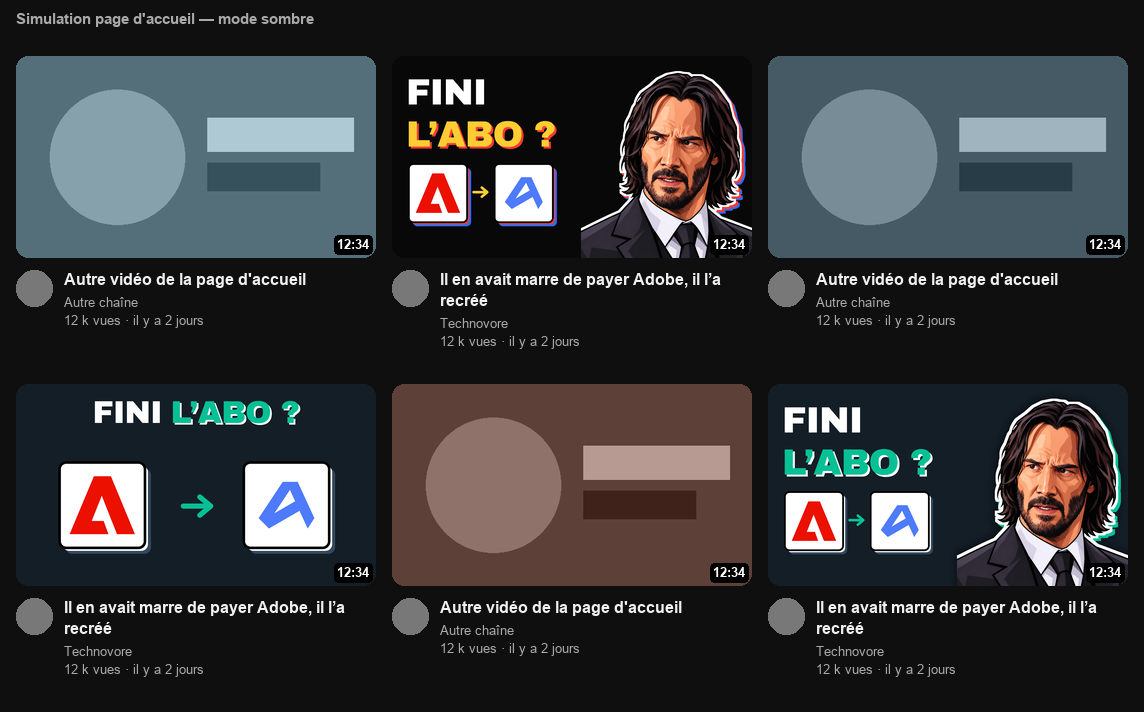 Simulation page d'accueil — mode sombre
FINI
L’ABO ?
12:34
12:34
12:34
Autre vidéo de la page d'accueil
Autre chaîne
12 k vues · il y a 2 jours
Il en avait marre de payer Adobe, il l’a
recréé
Technovore
12 k vues · il y a 2 jours
Autre vidéo de la page d'accueil
Autre chaîne
12 k vues · il y a 2 jours
FINI L’ABO ?
12:34
12:34
FINI
L’ABO ?
12:34
Il en avait marre de payer Adobe, il l’a
recréé
Technovore
12 k vues · il y a 2 jours
Autre vidéo de la page d'accueil
Autre chaîne
12 k vues · il y a 2 jours
Il en avait marre de payer Adobe, il l’a
recréé
Technovore
12 k vues · il y a 2 jours